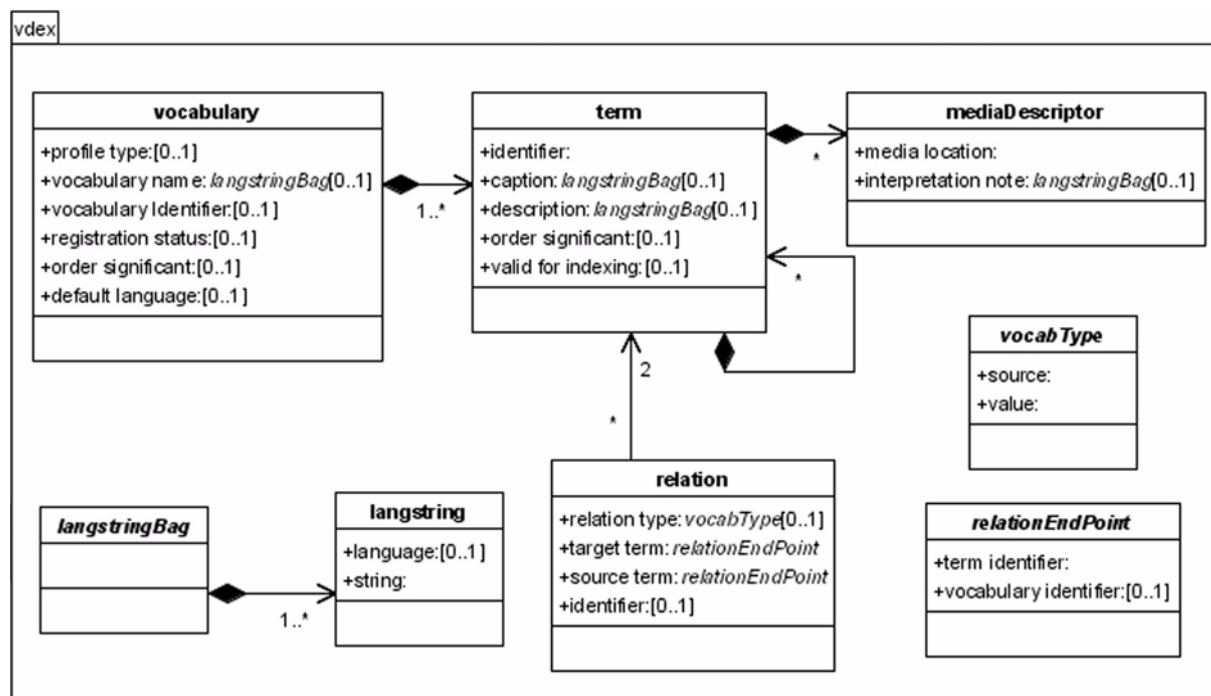 vdex
vocabulary
+profile type:[0..1]
+vocabulary name: langstringBag[0..1]
+vocabulary Identifier:[0..1]
+registration status:[0..1]
+order significant:[0..1]
+default language:[0..1]
1..*
term
+identifier:
+caption: langstringBag[0..1]
+description: langstringBag[0..1]
+order significant:[0..1]
+valid for indexing:[0..1]
*
mediaDescriptor
+media location:
+interpretation note: langstringBag[0..1]
*
2
*
vocabType
+source:
+value:
relation
+relation type: vocabType[0..1]
+target term: relationEndPoint
+source term: relationEndPoint
+identifier:[0..1]
langstringBag
1..*
langstring
+language:[0..1]
+string:
relationEndPoint
+term identifier:
+vocabulary identifier:[0..1]